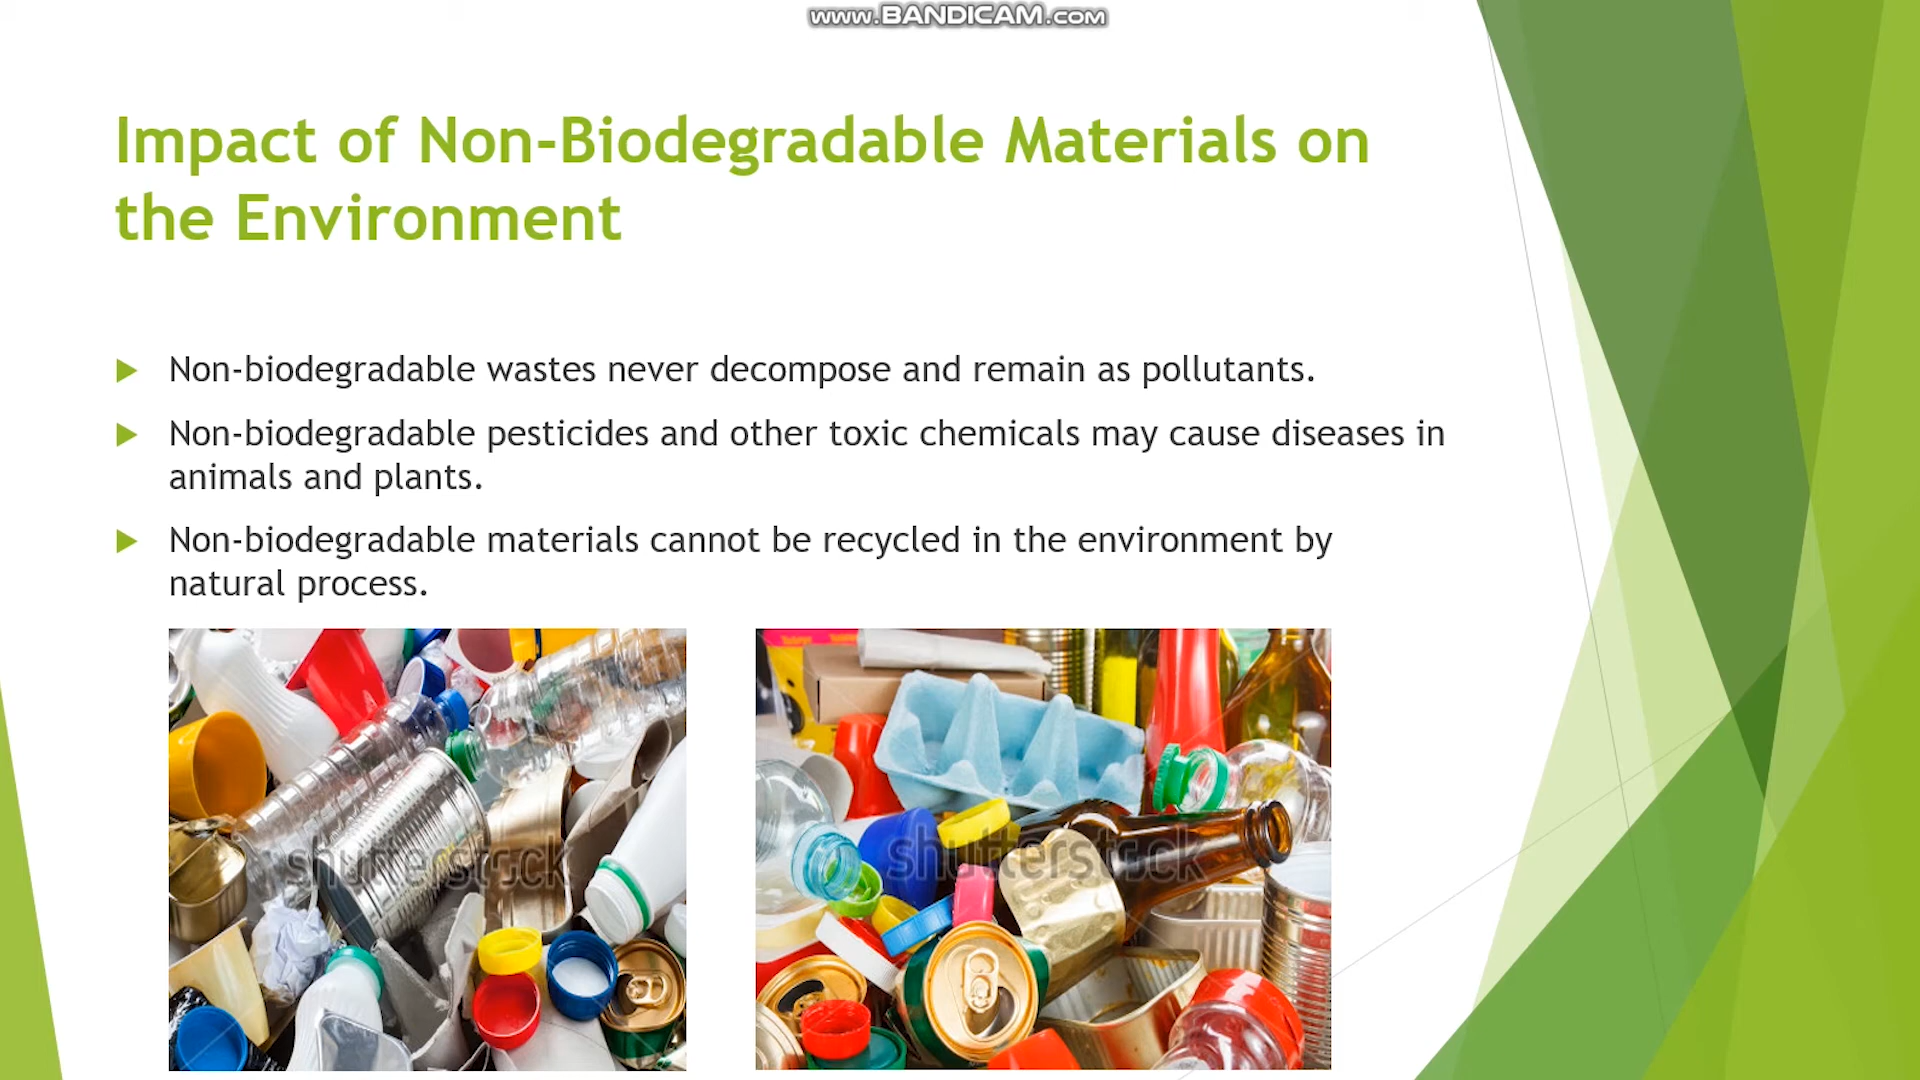 www.BANDICAM.com
Impact of Non-Biodegradable Materials on
the Environment
Non-biodegradable wastes never decompose and remain as pollutants.
Non-biodegradable pesticides and other toxic chemicals may cause diseases in
animals and plants.
Non-biodegradable materials cannot be recycled in the environment by
natural process.
shutterstock
shutterstock